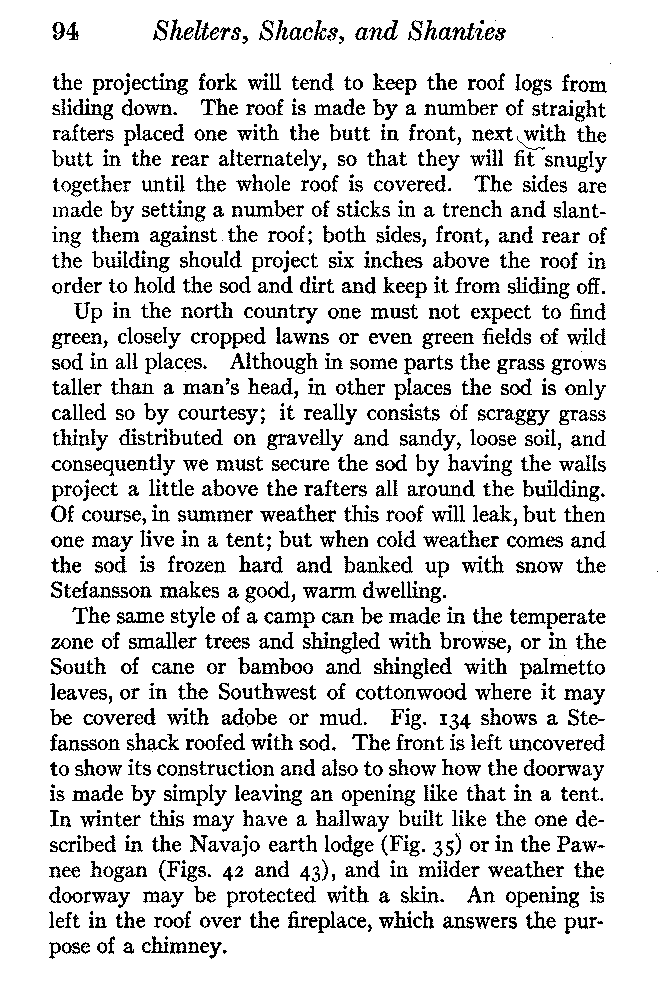 94 Shelters, Shacks, and Shanties
the projecting fork will tend to keep the roof logs from
sliding down. The roof is made by a number of straight
rafters placed one with the butt in front, next with the
butt in the rear alternately, so that they will fit snugly
together until the whole roof is covered. The sides are
made by setting a number of sticks in a trench and slant-
ing them against the roof; both sides, front, and rear of
the building should project six inches above the roof in
order to hold the sod and dirt and keep it from sliding off.
Up in the north country one must not expect to find
green, closely cropped lawns or even green fields of wild
sod in all places. Although in some parts the grass grows
taller than a man's head, in other places the sod is only
called so by courtesy; it really consists of scraggy grass
thinly distributed on gravelly and sandy, loose soil, and
consequently we must secure the sod by having the walls
project a little above the rafters all around the building.
Of course, in summer weather this roof will leak, but then
one may live in a tent; but when cold weather comes and
the sod is frozen hard and banked up with snow the
Stefansson makes a good, warm dwelling.
The same style of a camp can be made in the temperate
zone of smaller trees and shingled with browse, or in the
South of cane or bamboo and shingled with palmetto
leaves, or in the Southwest of cottonwood where it may
be covered with adobe or mud. Fig. 134 shows a Ste-
fansson shack roofed with sod. The front is left uncovered
to show its construction and also to show how the doorway
is made by simply leaving an opening like that in a tent.
In winter this may have a hallway built like the one de-
scribed in the Navajo earth lodge (Fig. 35) or in the Paw-
nee hogan (Figs. 42 and 43), and in milder weather the
doorway may be protected with a skin. An opening is
left in the roof over the fireplace, which answers the pur-
pose of a chimney.